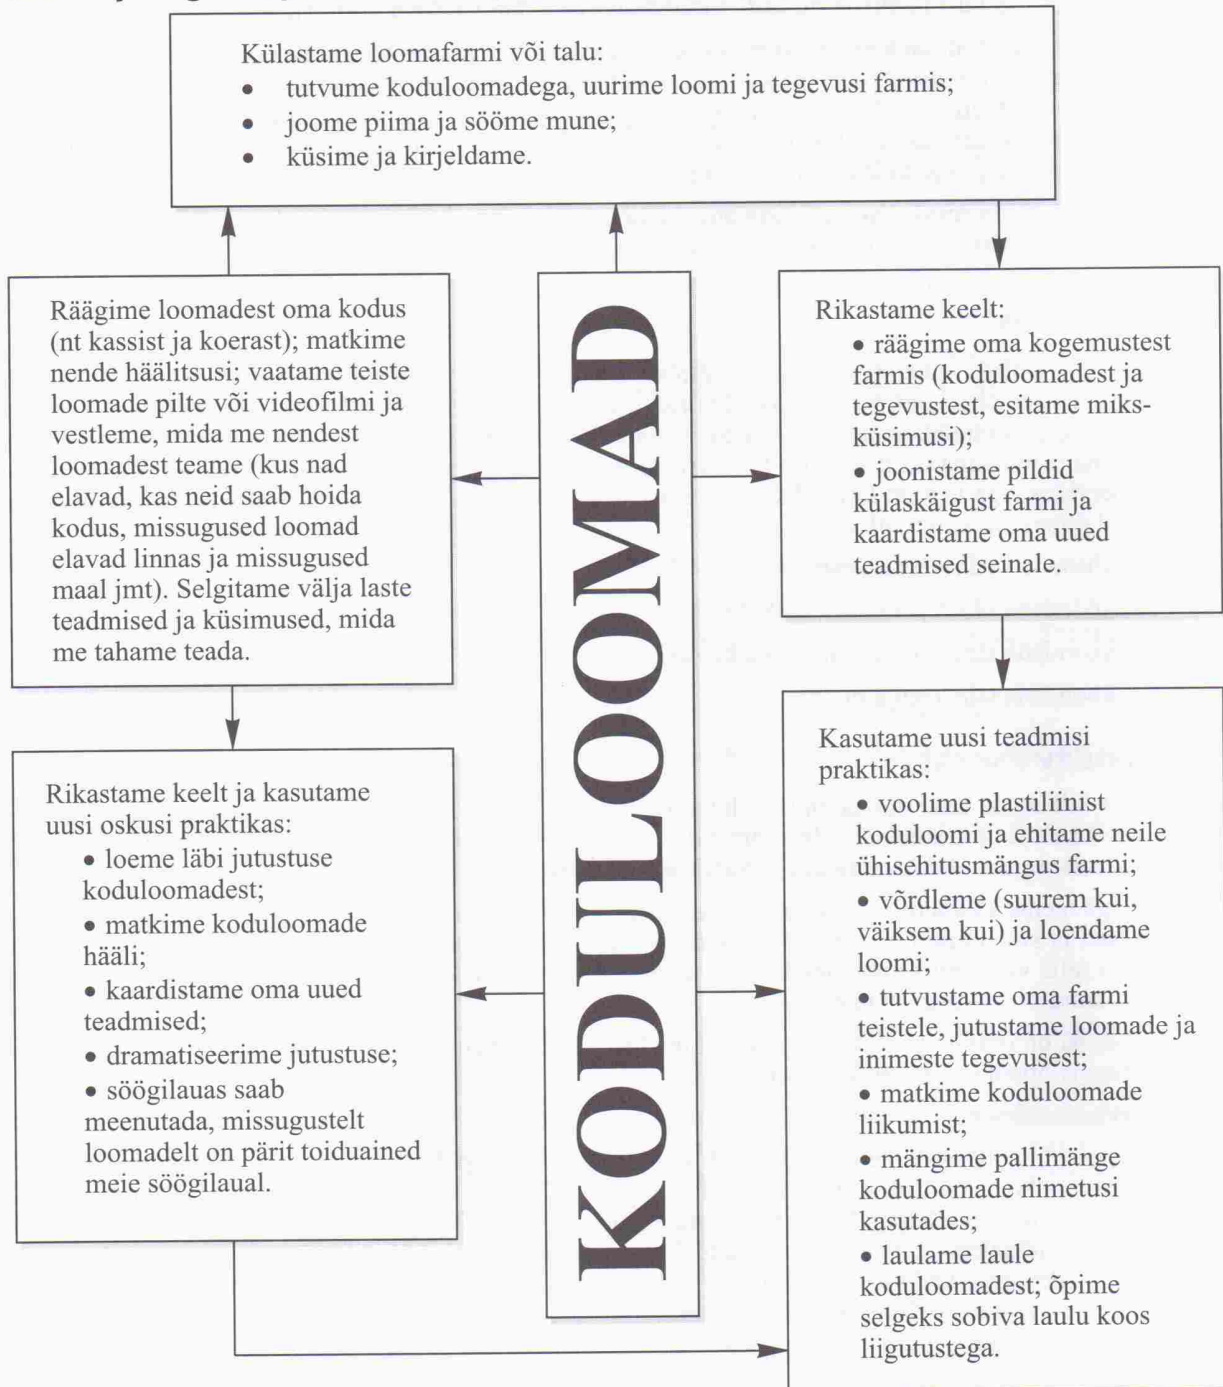 Külastame loomafarmi või talu:
• tutvume koduloomadega, uurime loomi ja tegevusi farmis;
• joome piima ja sööme mune;
• küsime ja kirjeldame.
Räägime loomadest oma kodus
(nt kassist ja koerast); matkime
nende häälitsusi; vaatame teiste
loomade pilte või videofilmi ja
vestleme, mida me nendest
loomadest teame (kus nad
elavad, kas neid saab hoida
kodus, missugused loomad
elavad linnas ja missugused
maal jmt). Selgitame välja laste
teadmised ja küsimused, mida
me tahame teada.
KODULOOMAD
Rikastame keelt:
• räägime oma kogemustest
farmis (koduloomadest ja
tegevustest, esitame miks-
küsimusi);
• joonistame pildid
külaskäigust farmi ja
kaardistame oma uued
teadmised seinale.
Rikastame keelt ja kasutame
uusi oskusi praktikas:
• loeme läbi jutustuse
koduloomadest;
• matkime koduloomade
hääli;
• kaardistame oma uued
teadmised;
• dramatiseerime jutustuse;
• söögilauas saab
meenutada, missugustelt
loomadelt on pärit toiduained
meie söögilaual.
Kasutame uusi teadmisi
praktikas:
• voolime plastiliinist
koduloomi ja ehitame neile
ühisehitusmängus farmi;
• võrdleme (suurem kui,
väiksem kui) ja loendame
loomi;
• tutvustame oma farmi
teistele, jutustame loomade ja
inimeste tegevusest;
• matkime koduloomade
liikumist;
• mängime pallimänge
koduloomade nimetusi
kasutades;
• laulame laule
koduloomadest; õpime
selgeks sobiva laulu koos
liigutustega.